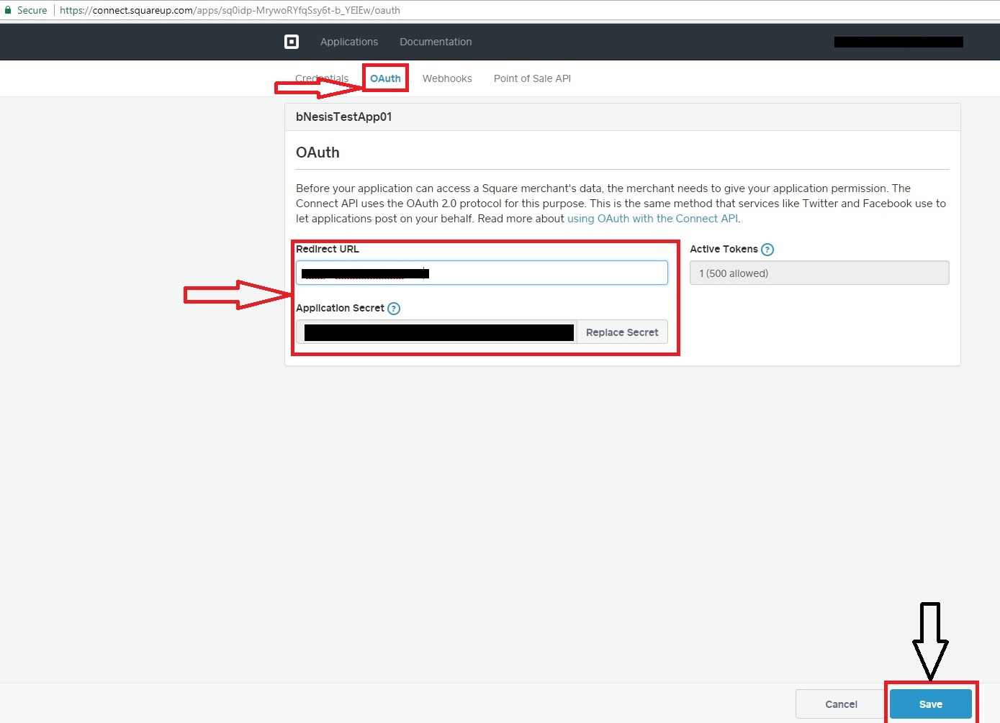 Secure https://connect.squareup.com/apps/sq0idp-MrywoRYfqSsy6t-b_YEIEw/oauth
Applications Documentation
Credentials OAuth Webhooks Point of Sale API
bNesisTestApp01
OAuth
Before your application can access a Square merchant's data, the merchant needs to give your application permission. The
Connect API uses the OAuth 2.0 protocol for this purpose. This is the same method that services like Twitter and Facebook use to
let applications post on your behalf. Read more about using OAuth with the Connect API.
Redirect URL Active Tokens ?
1 (500 allowed)
Application Secret ?
Replace Secret
Cancel Save